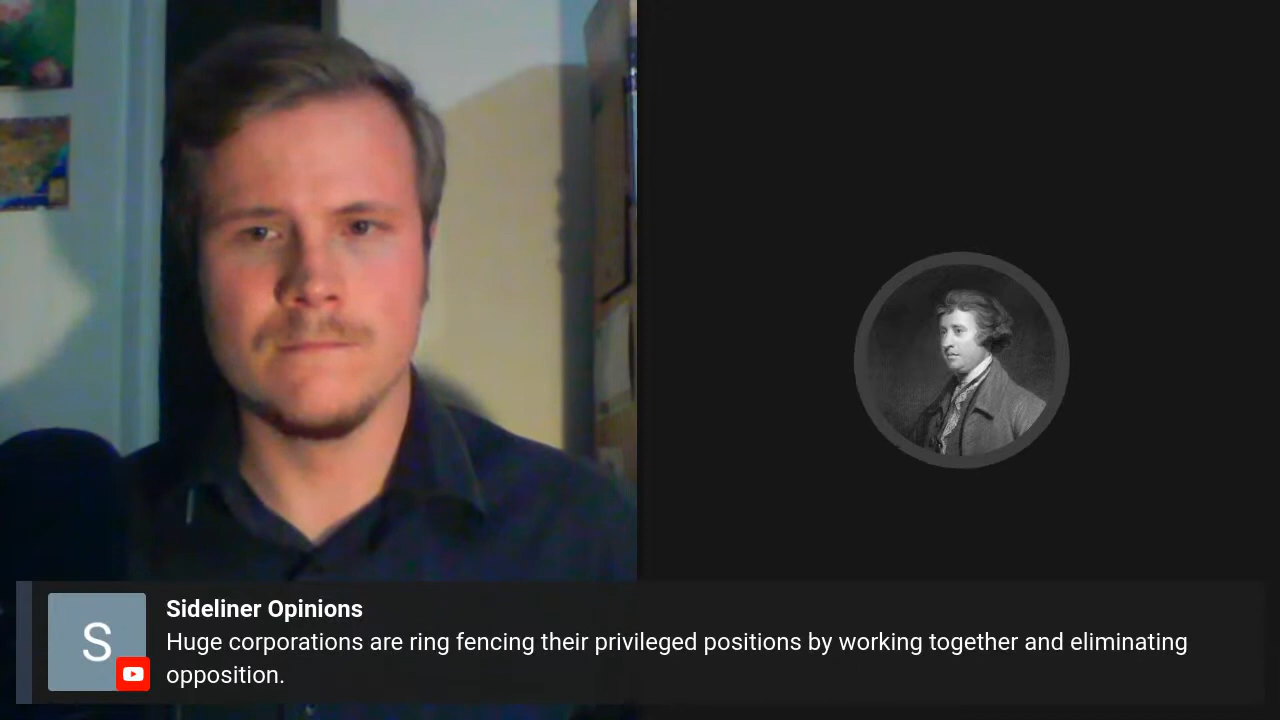 S
Sideliner Opinions
Huge corporations are ring fencing their privileged positions by working together and eliminating
opposition.